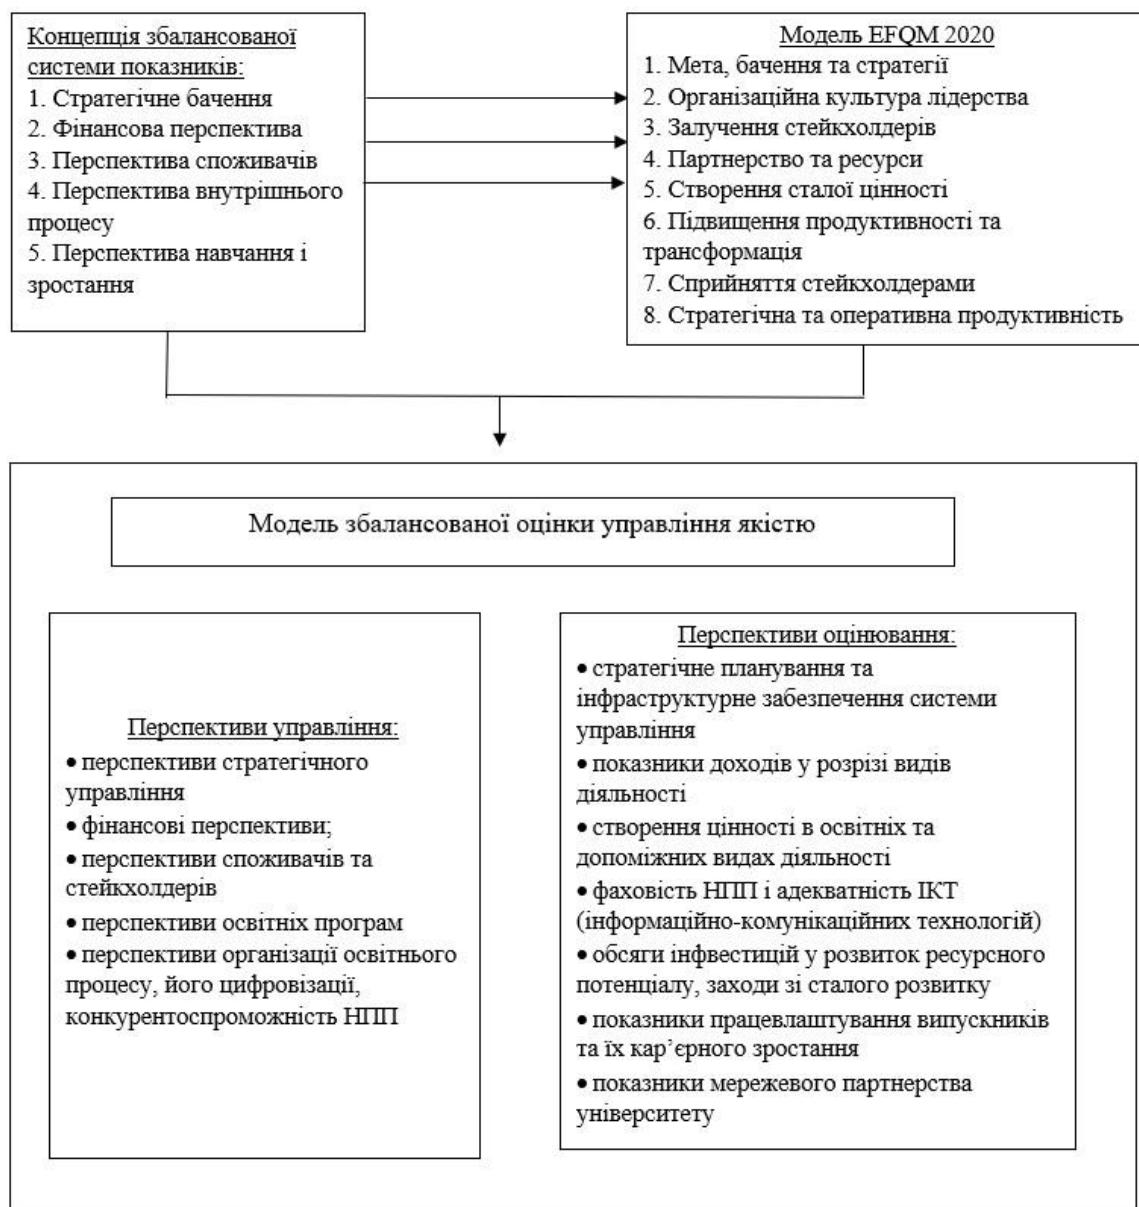 Концепція збалансованої
системи показників:
1. Стратегічне бачення
2. Фінансова перспектива
3. Перспектива споживачів
4. Перспектива внутрішнього
процесу
5. Перспектива навчання і
зростання
Модель EFQM 2020
1. Мета, бачення та стратегії
2. Організаційна культура лідерства
3. Залучення стейкхолдерів
4. Партнерство та ресурси
5. Створення сталої цінності
6. Підвищення продуктивності та
трансформація
7. Сприйняття стейкхолдерами
8. Стратегічна та оперативна продуктивність
Модель збалансованої оцінки управління якістю
Перспективи управління:
• перспективи стратегічного
управління
• фінансові перспективи;
• перспективи споживачів та
стейкхолдерів
• перспективи освітніх програм
• перспективи організації освітнього
процесу, його цифровізації,
конкурентоспроможність НПП
Перспективи оцінювання:
• стратегічне планування та
інфраструктурне забезпечення системи
управління
• показники доходів у розрізі видів
діяльності
• створення цінності в освітніх та
допоміжних видах діяльності
• фаховість НПП і адекватність ІКТ
(інформаційно-комунікаційних технологій)
• обсяги інфвестицій у розвиток ресурсного
потенціалу, заходи зі сталого розвитку
• показники працевлаштування випускників
та їх кар’єрного зростання
• показники мережевого партнерства
університету